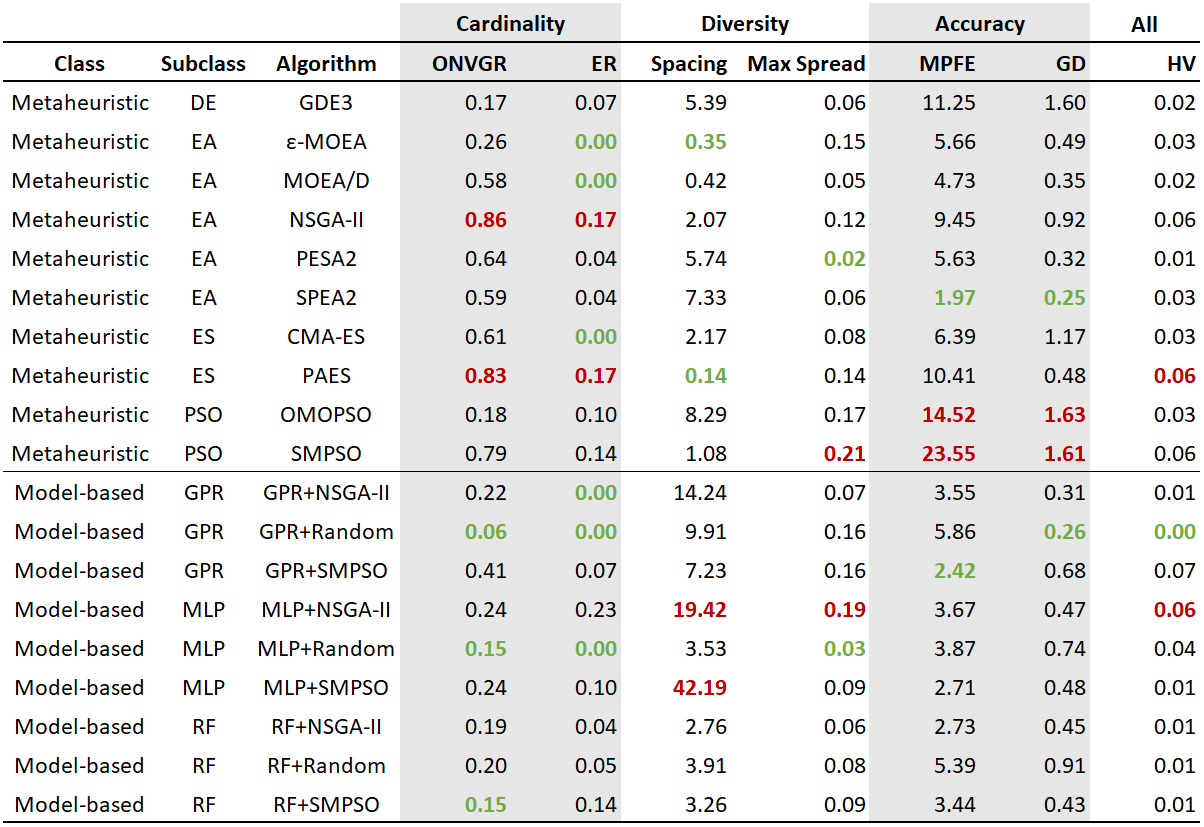 Cardinality Diversity Accuracy All
Class Subclass Algorithm ONVGR ER Spacing Max Spread MPFE GD HV
Metaheuristic DE GDE3 0.17 0.07 5.39 0.06 11.25 1.60 0.02
Metaheuristic EA ε-MOEA 0.26 0.00 0.35 0.15 5.66 0.49 0.03
Metaheuristic EA MOEA/D 0.58 0.00 0.42 0.05 4.73 0.35 0.02
Metaheuristic EA NSGA-II 0.86 0.17 2.07 0.12 9.45 0.92 0.06
Metaheuristic EA PESA2 0.64 0.04 5.74 0.02 5.63 0.32 0.01
Metaheuristic EA SPEA2 0.59 0.04 7.33 0.06 1.97 0.25 0.03
Metaheuristic ES CMA-ES 0.61 0.00 2.17 0.08 6.39 1.17 0.03
Metaheuristic ES PAES 0.83 0.17 0.14 0.14 10.41 0.48 0.06
Metaheuristic PSO OMOPSO 0.18 0.10 8.29 0.17 14.52 1.63 0.03
Metaheuristic PSO SMPSO 0.79 0.14 1.08 0.21 23.55 1.61 0.06
Model-based GPR GPR+NSGA-II 0.22 0.00 14.24 0.07 3.55 0.31 0.01
Model-based GPR GPR+Random 0.06 0.00 9.91 0.16 5.86 0.26 0.00
Model-based GPR GPR+SMPSO 0.41 0.07 7.23 0.16 2.42 0.68 0.07
Model-based MLP MLP+NSGA-II 0.24 0.23 19.42 0.19 3.67 0.47 0.06
Model-based MLP MLP+Random 0.15 0.00 3.53 0.03 3.87 0.74 0.04
Model-based MLP MLP+SMPSO 0.24 0.10 42.19 0.09 2.71 0.48 0.01
Model-based RF RF+NSGA-II 0.19 0.04 2.76 0.06 2.73 0.45 0.01
Model-based RF RF+Random 0.20 0.05 3.91 0.08 5.39 0.91 0.01
Model-based RF RF+SMPSO 0.15 0.14 3.26 0.09 3.44 0.43 0.01